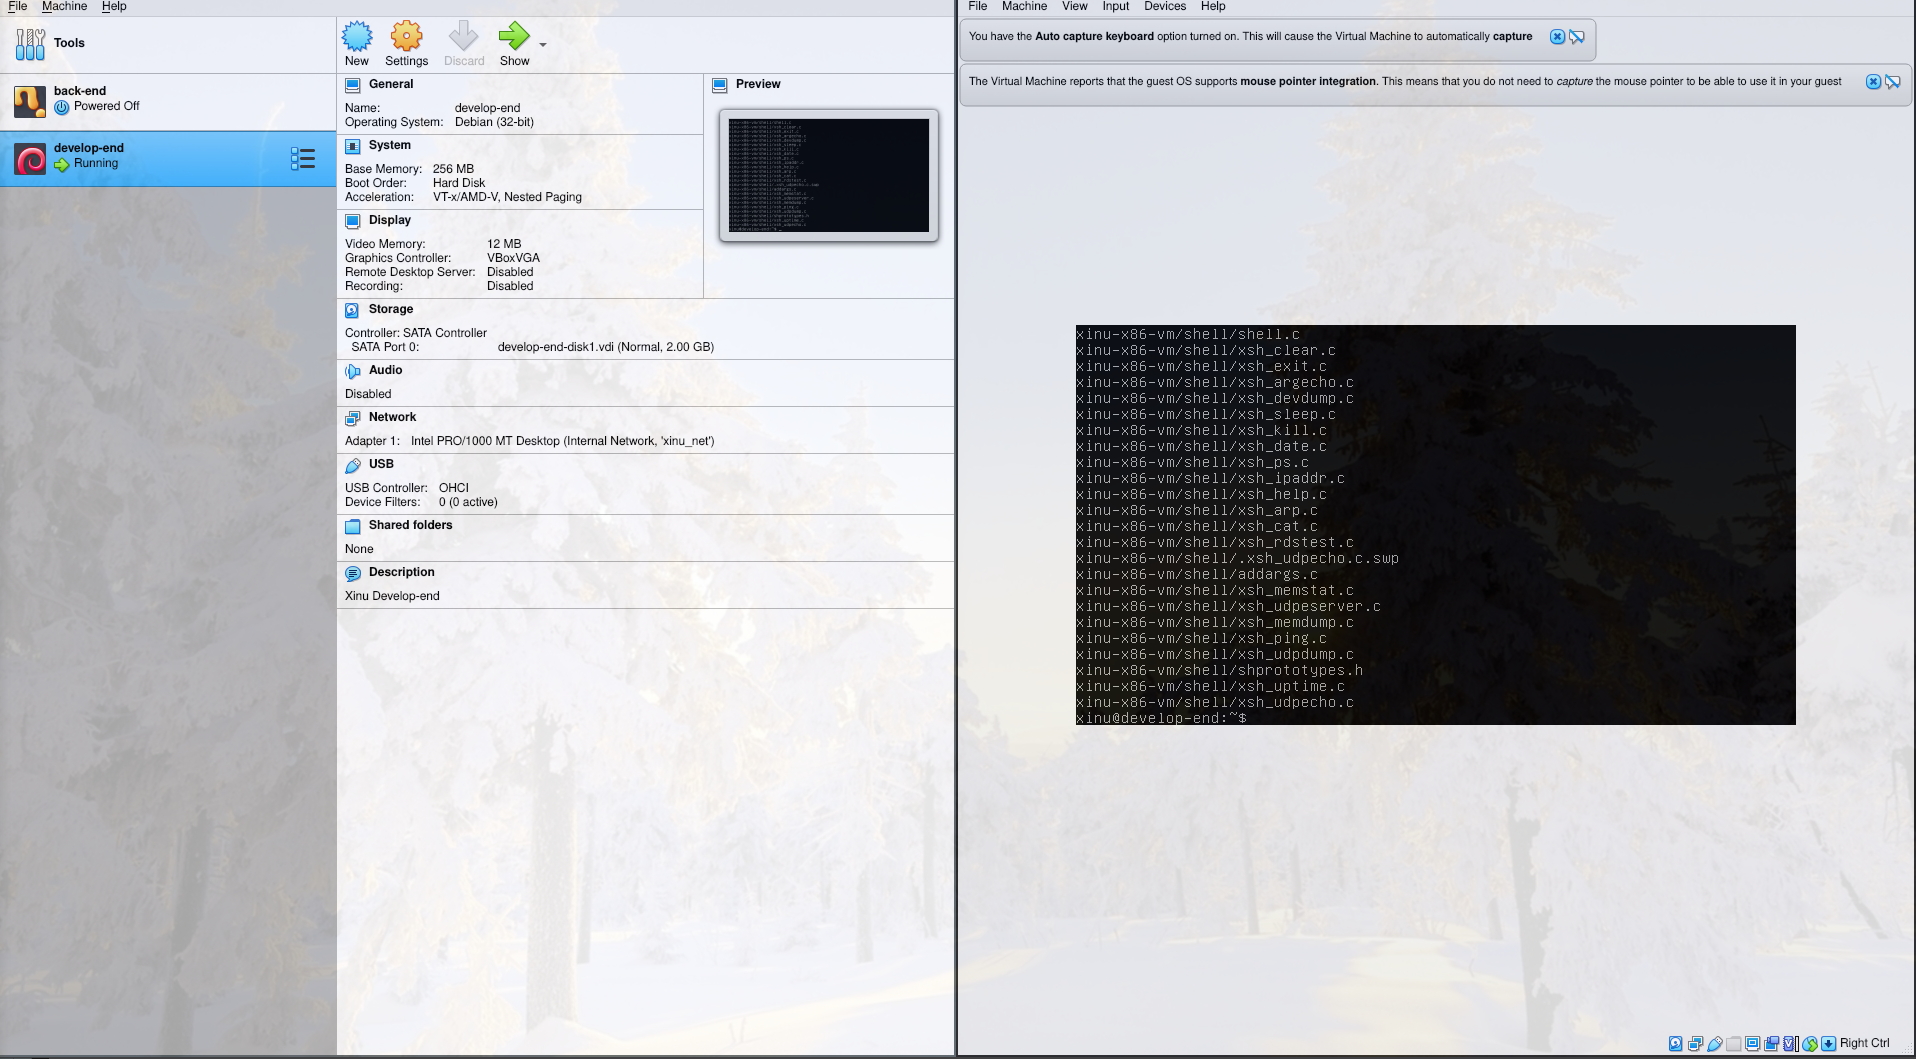 File Machine Help
Tools
back-end
Powered Off
develop-end
Running
New Settings Discard Show
General
Name: develop-end
Operating System: Debian (32-bit)
System
Base Memory: 256 MB
Boot Order: Hard Disk
Acceleration: VT-x/AMD-V, Nested Paging
Display
Video Memory: 12 MB
Graphics Controller: VBoxVGA
Remote Desktop Server: Disabled
Recording: Disabled
Preview
Storage
Controller: SATA Controller
SATA Port 0: develop-end-disk1.vdi (Normal, 2.00 GB)
Audio
Disabled
Network
Adapter 1: Intel PRO/1000 MT Desktop (Internal Network, 'xinu_net')
USB
USB Controller: OHCI
Device Filters: 0 (0 active)
Shared folders
None
Description
Xinu Develop-end
File Machine View Input Devices Help
You have the Auto capture keyboard option turned on. This will cause the Virtual Machine to automatically capture
The Virtual Machine reports that the guest OS supports mouse pointer integration. This means that you do not need to capture the mouse pointer to be able to use it in your guest
xinu-x86-vm/shell/shell.c
xinu-x86-vm/shell/xsh_clear.c
xinu-x86-vm/shell/xsh_exit.c
xinu-x86-vm/shell/xsh_argecho.c
xinu-x86-vm/shell/xsh_devdump.c
xinu-x86-vm/shell/xsh_sleep.c
xinu-x86-vm/shell/xsh_kill.c
xinu-x86-vm/shell/xsh_date.c
xinu-x86-vm/shell/xsh_ps.c
xinu-x86-vm/shell/xsh_ipaddr.c
xinu-x86-vm/shell/xsh_help.c
xinu-x86-vm/shell/xsh_arp.c
xinu-x86-vm/shell/xsh_cat.c
xinu-x86-vm/shell/xsh_rdstest.c
xinu-x86-vm/shell/.xsh_udpecho.c.swp
xinu-x86-vm/shell/addargs.c
xinu-x86-vm/shell/xsh_memstat.c
xinu-x86-vm/shell/xsh_udpeserver.c
xinu-x86-vm/shell/xsh_memdump.c
xinu-x86-vm/shell/xsh_ping.c
xinu-x86-vm/shell/xsh_udpdump.c
xinu-x86-vm/shell/shprototypes.h
xinu-x86-vm/shell/xsh_uptime.c
xinu-x86-vm/shell/xsh_udpecho.c
xinu@develop-end:~$
Right Ctrl